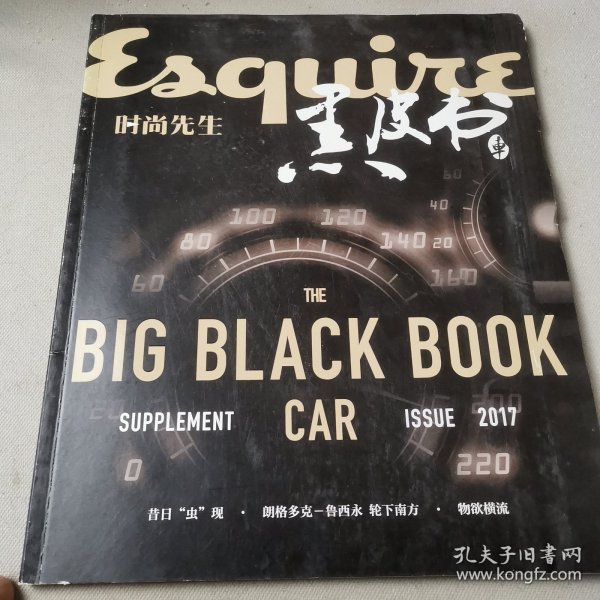 Esquire
时尚先生
黑皮书
車
60
40
20
100
120
80
140
60
160
THE
BIG BLACK BOOK
SUPPLEMENT
CAR
ISSUE 2017
20
200
0
220
昔日“虫”现 · 朗格多克-鲁西永 轮下南方 · 物欲横流
孔夫子旧书网
www.kongfz.com